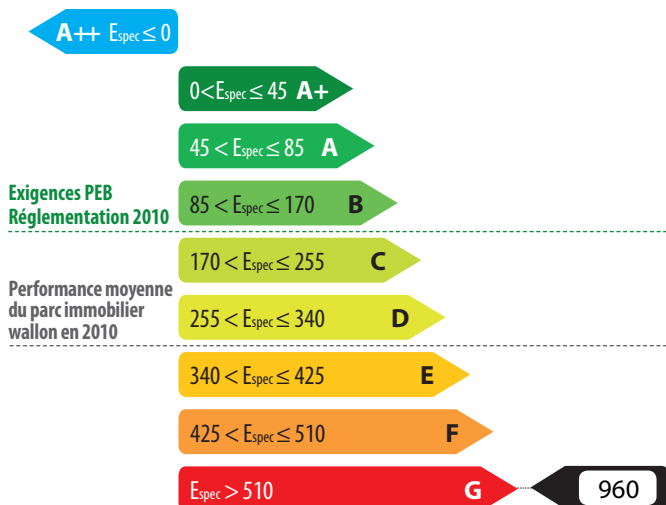 A++ Espec ≤ 0
0 < Espec ≤ 45 A+
45 < Espec ≤ 85 A
Exigences PEB
Réglementation 2010
85 < Espec ≤ 170 B
170 < Espec ≤ 255 C
Performance moyenne
du parc immobilier
wallon en 2010
255 < Espec ≤ 340 D
340 < Espec ≤ 425 E
425 < Espec ≤ 510 F
Espec > 510 G 960